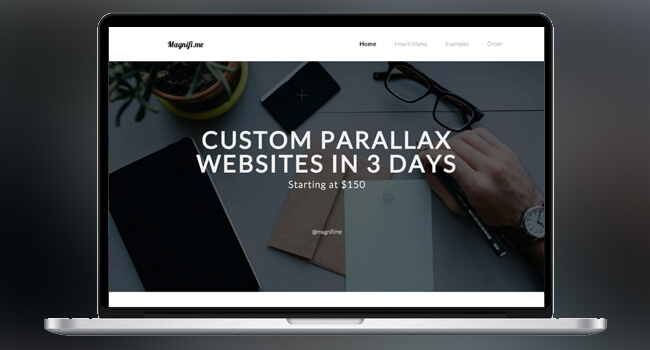 Magnifi.me
Home How it Works Examples Order
CUSTOM PARALLAX
WEBSITES IN 3 DAYS
Starting at $150
@magnifime